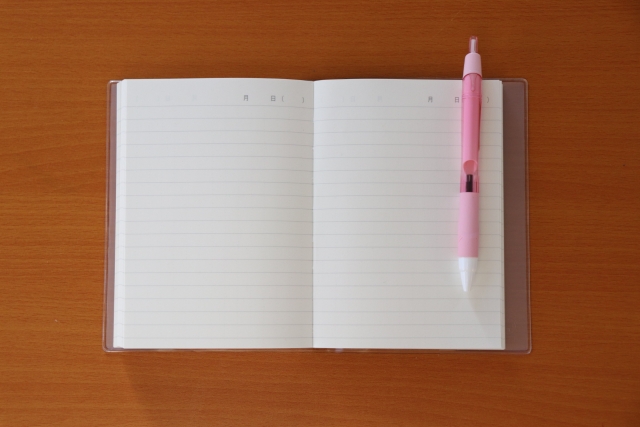 月 日 ( )
月 日 )